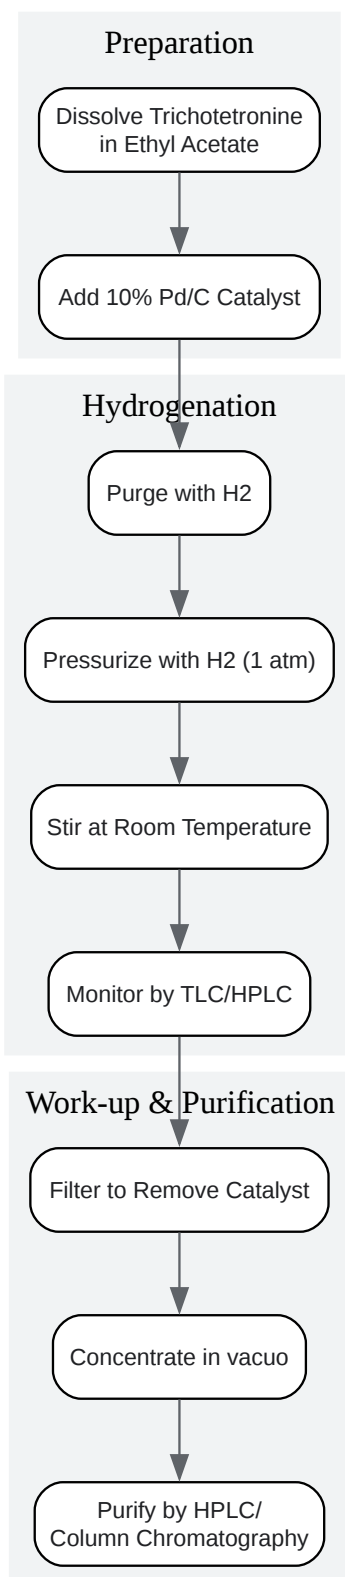 Preparation
Dissolve Trichotetronine
in Ethyl Acetate
Add 10% Pd/C Catalyst
Hydrogenation
Purge with H2
Pressurize with H2 (1 atm)
Stir at Room Temperature
Monitor by TLC/HPLC
Work-up & Purification
Filter to Remove Catalyst
Concentrate in vacuo
Purify by HPLC/
Column Chromatography